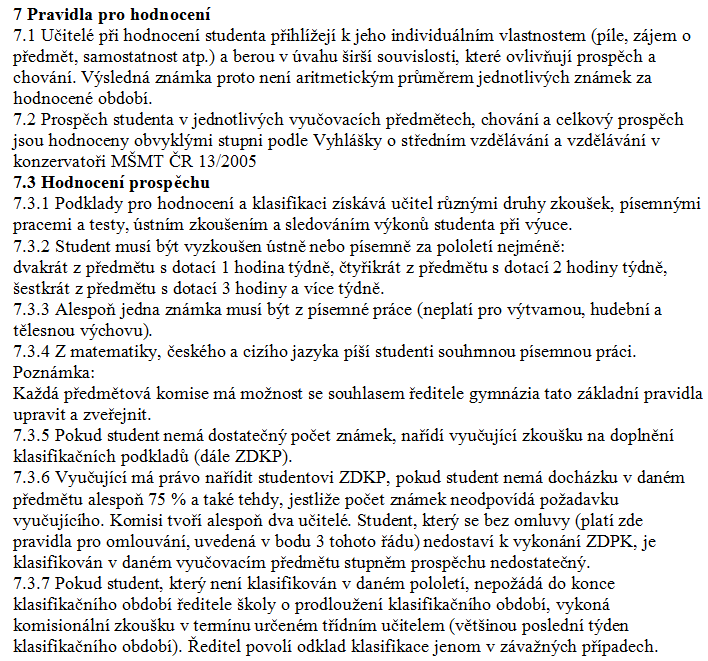 7 Pravidla pro hodnocení
7.1 Učitelé při hodnocení studenta přihlížejí k jeho individuálním vlastnostem (píle, zájem o
předmět, samostatnost atp.) a berou v úvahu širší souvislosti, které ovlivňují prospěch a
chování. Výsledná známka proto není aritmetickým průměrem jednotlivých známek za
hodnocené období.
7.2 Prospěch studenta v jednotlivých vyučovacích předmětech, chování a celkový prospěch
jsou hodnoceny obvyklými stupni podle Vyhlášky o středním vzdělávání a vzdělávání v
konzervatoři MŠMT ČR 13/2005
7.3 Hodnocení prospěchu
7.3.1 Podklady pro hodnocení a klasifikaci získává učitel různými druhy zkoušek, písemnými
pracemi a testy, ústním zkoušením a sledováním výkonů studenta při výuce.
7.3.2 Student musí být vyzkoušen ústně nebo písemně za pololetí nejméně:
dvakrát z předmětu s dotací 1 hodina týdně, čtyřikrát z předmětu s dotací 2 hodiny týdně,
šestkrát z předmětu s dotací 3 hodiny a více týdně.
7.3.3 Alespoň jedna známka musí být z písemné práce (neplatí pro výtvarnou, hudební a
tělesnou výchovu).
7.3.4 Z matematiky, českého a cizího jazyka píší studenti souhrnnou písemnou práci.
Poznámka:
Každá předmětová komise má možnost se souhlasem ředitele gymnázia tato základní pravidla
upravit a zveřejnit.
7.3.5 Pokud student nemá dostatečný počet známek, nařídí vyučující zkoušku na doplnění
klasifikačních podkladů (dále ZDKP).
7.3.6 Vyučující má právo nařídit studentovi ZDKP, pokud student nemá docházku v daném
předmětu alespoň 75 % a také tehdy, jestliže počet známek neodpovídá požadavku
vyučujícího. Komisi tvoří alespoň dva učitelé. Student, který se bez omluvy (platí zde
pravidla pro omlouvání, uvedená v bodu 3 tohoto řádu) nedostaví k vykonání ZDPK, je
klasifikován v daném vyučovacím předmětu stupněm prospěchu nedostatečný.
7.3.7 Pokud student, který není klasifikován v daném pololetí, nepožádá do konce
klasifikačního období ředitele školy o prodloužení klasifikačního období, vykoná
komisionální zkoušku v termínu určeném třídním učitelem (většinou poslední týden
klasifikačního období). Ředitel povolí odklad klasifikace jenom v závažných případech.